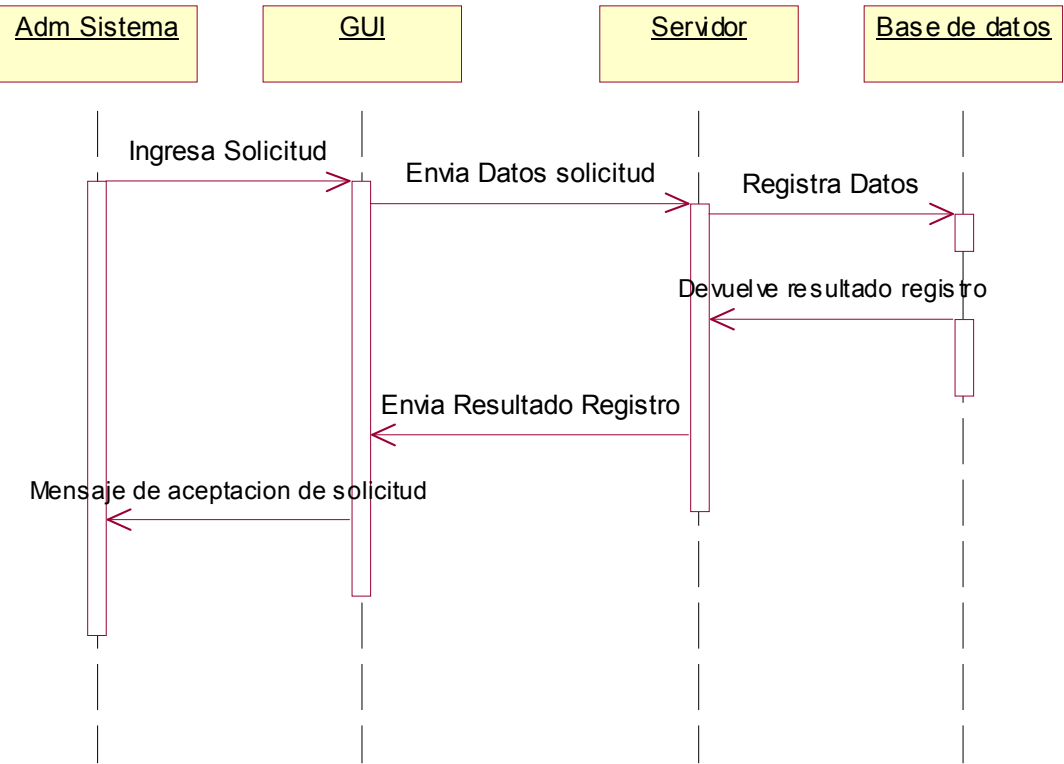 Adm Sistema
GUI
Servidor
Base de datos
Ingresa Solicitud
Envia Datos solicitud
Registra Datos
Devuelve resultado registro
Envia Resultado Registro
Mensaje de aceptacion de solicitud